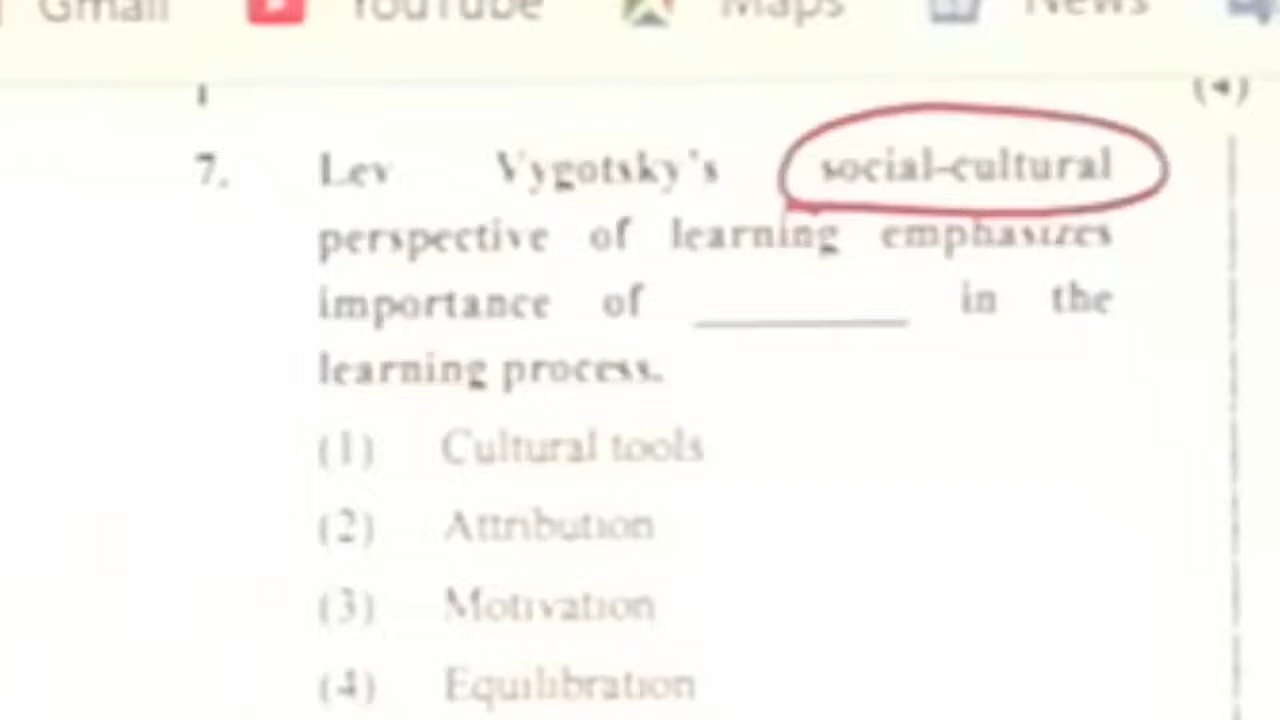 Gmail YouTube Maps News
(4)
7. Lev Vygotsky's social-cultural
perspective of learning emphasizes
importance of ________ in the
learning process.
(1) Cultural tools
(2) Attribution
(3) Motivation
(4) Equilibration